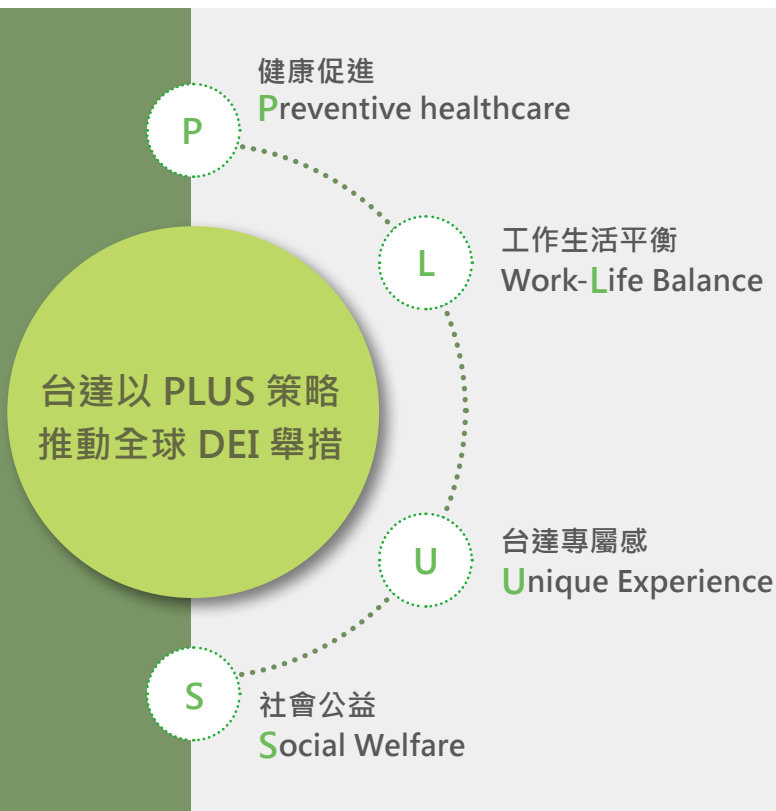 健康促進
Preventive healthcare
P
工作生活平衡
Work-Life Balance
L
台達以 PLUS 策略
推動全球 DEI 舉措
台達專屬感
Unique Experience
U
社會公益
Social Welfare
S